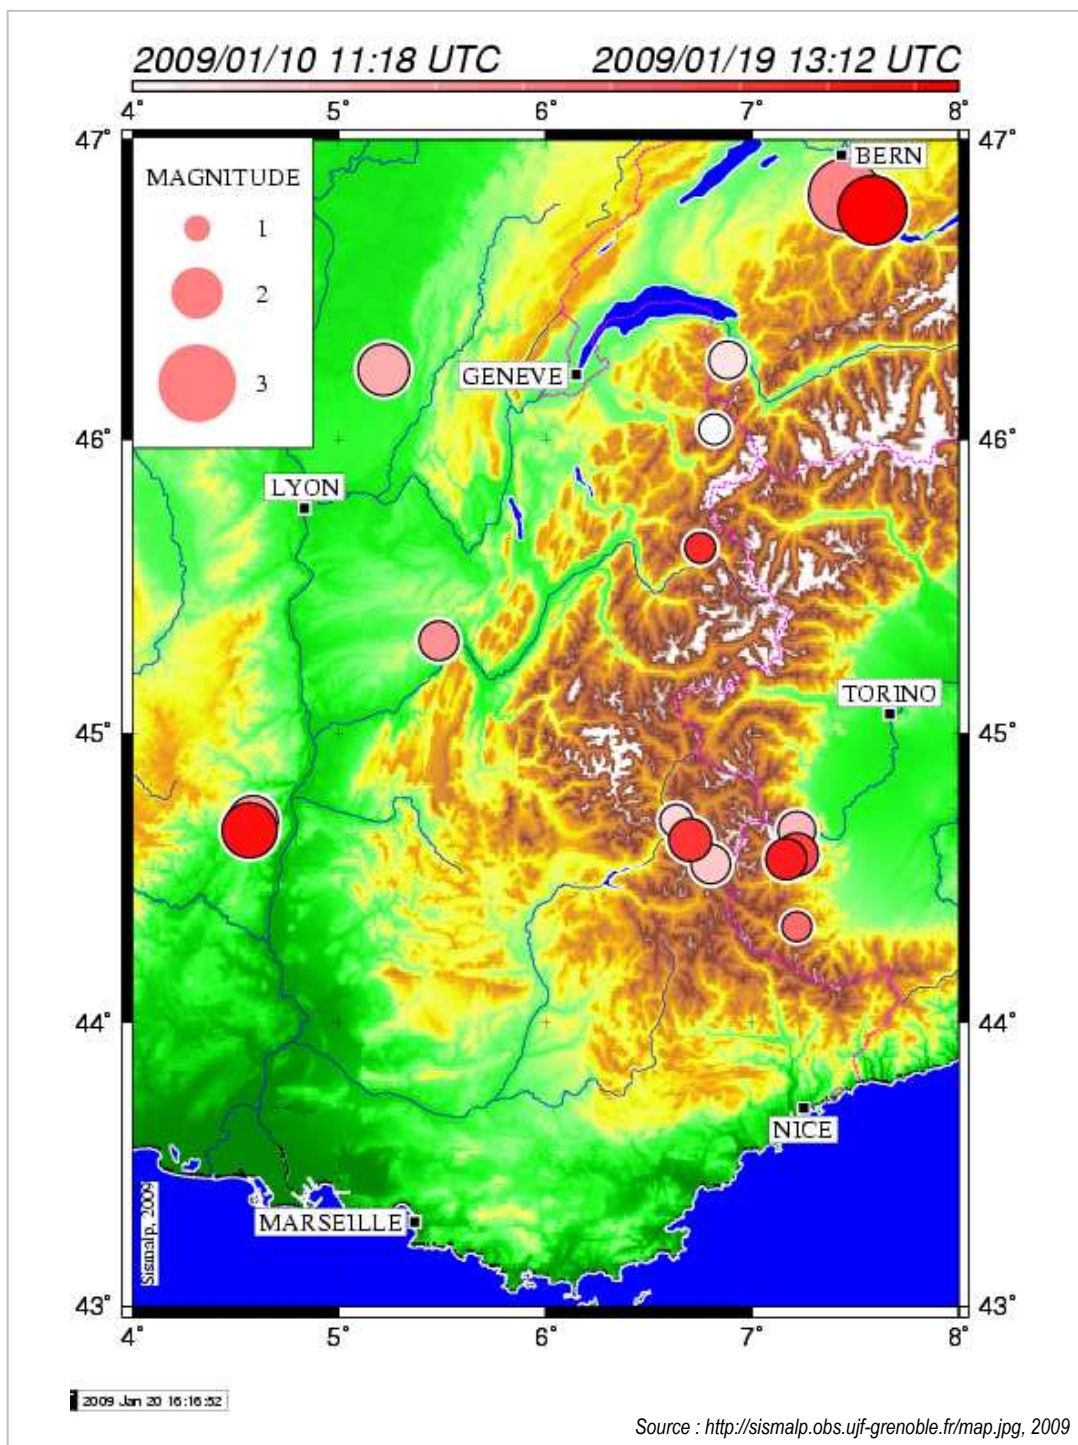 2009/01/10 11:18 UTC 2009/01/19 13:12 UTC
4° 5° 6° 7° 8°
47° 47°
BERN
MAGNITUDE
1
2
3
GENEVE
46° 46°
LYON
TORINO
45° 45°
44° 44°
NICE
MARSEILLE
Sismalp, 2009
43° 43°
4° 5° 6° 7° 8°
2009 Jan 20 16:16:52
Source : http://sismalp.obs.ujf-grenoble.fr/map.jpg, 2009